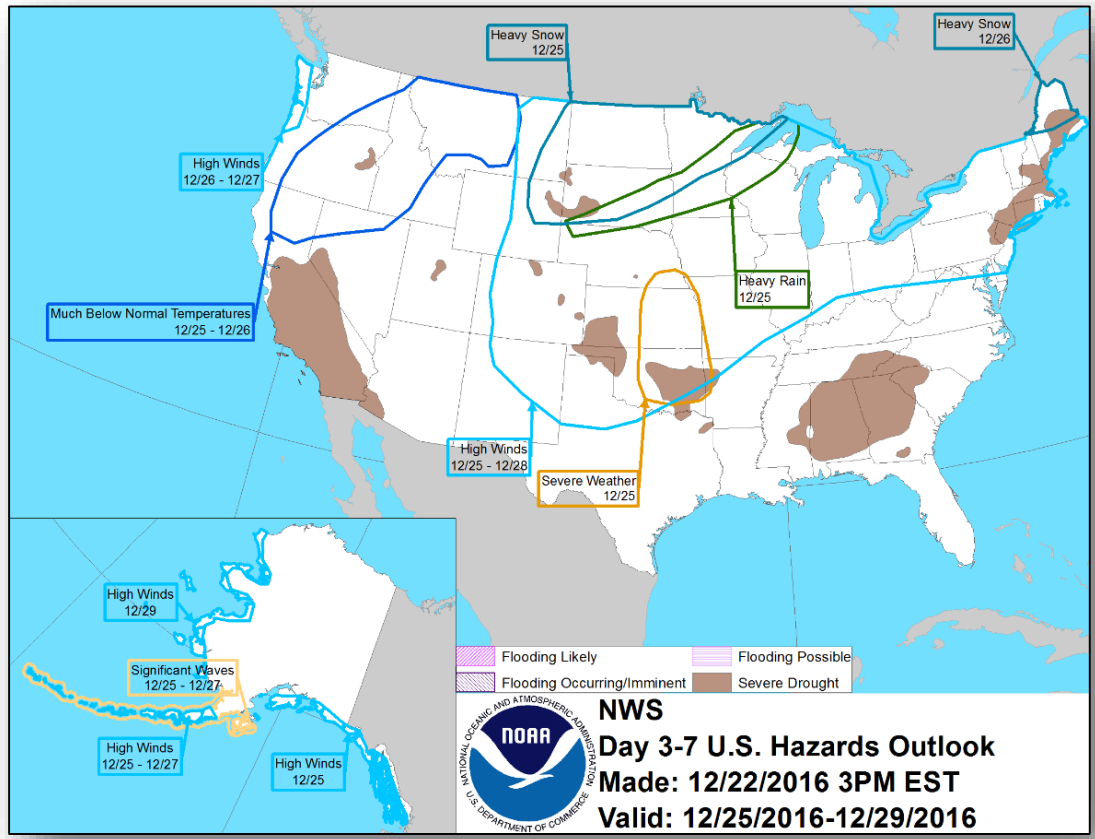 Heavy Snow
12/25
Heavy Snow
12/26
High Winds
12/26 - 12/27
Much Below Normal Temperatures
12/25 - 12/26
Heavy Rain
12/25
High Winds
12/25 - 12/28
Severe Weather
12/25
High Winds
12/29
Significant Waves
12/25 - 12/27
High Winds
12/25 - 12/27
High Winds
12/25
Flooding Likely
Flooding Possible
Flooding Occurring/Imminent
Severe Drought
NATIONAL OCEANIC AND ATMOSPHERIC ADMINISTRATION
NOAA
U.S. DEPARTMENT OF COMMERCE
NWS
Day 3-7 U.S. Hazards Outlook
Made: 12/22/2016 3PM EST
Valid: 12/25/2016-12/29/2016